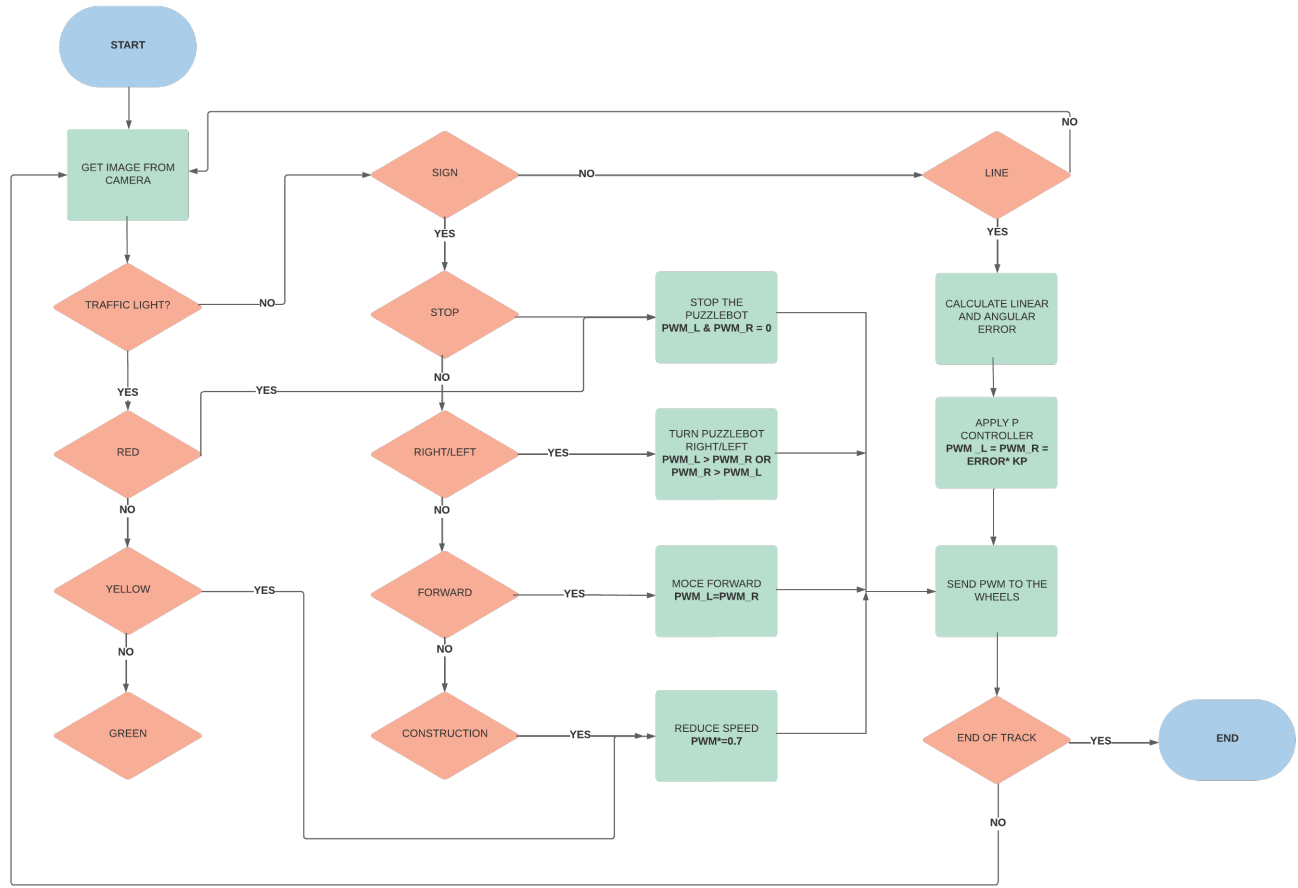 START
NO
GET IMAGE FROM
CAMERA
SIGN
NO
LINE
YES
YES
TRAFFIC LIGHT?
NO
STOP
STOP THE
PUZZLEBOT
PWM_L & PWM_R = 0
CALCULATE LINEAR
AND ANGULAR
ERROR
YES
YES
NO
RED
RIGHT/LEFT
YES
TURN PUZZLEBOT
RIGHT/LEFT
PWM_L > PWM_R OR
PWM_R > PWM_L
APPLY P
CONTROLLER
PWM _L = PWM_R =
ERROR* KP
NO
NO
YELLOW
YES
FORWARD
YES
MOCE FORWARD
PWM_L=PWM_R
SEND PWM TO THE
WHEELS
NO
NO
GREEN
CONSTRUCTION
YES
REDUCE SPEED
PWM*=0.7
END OF TRACK
YES
END
NO